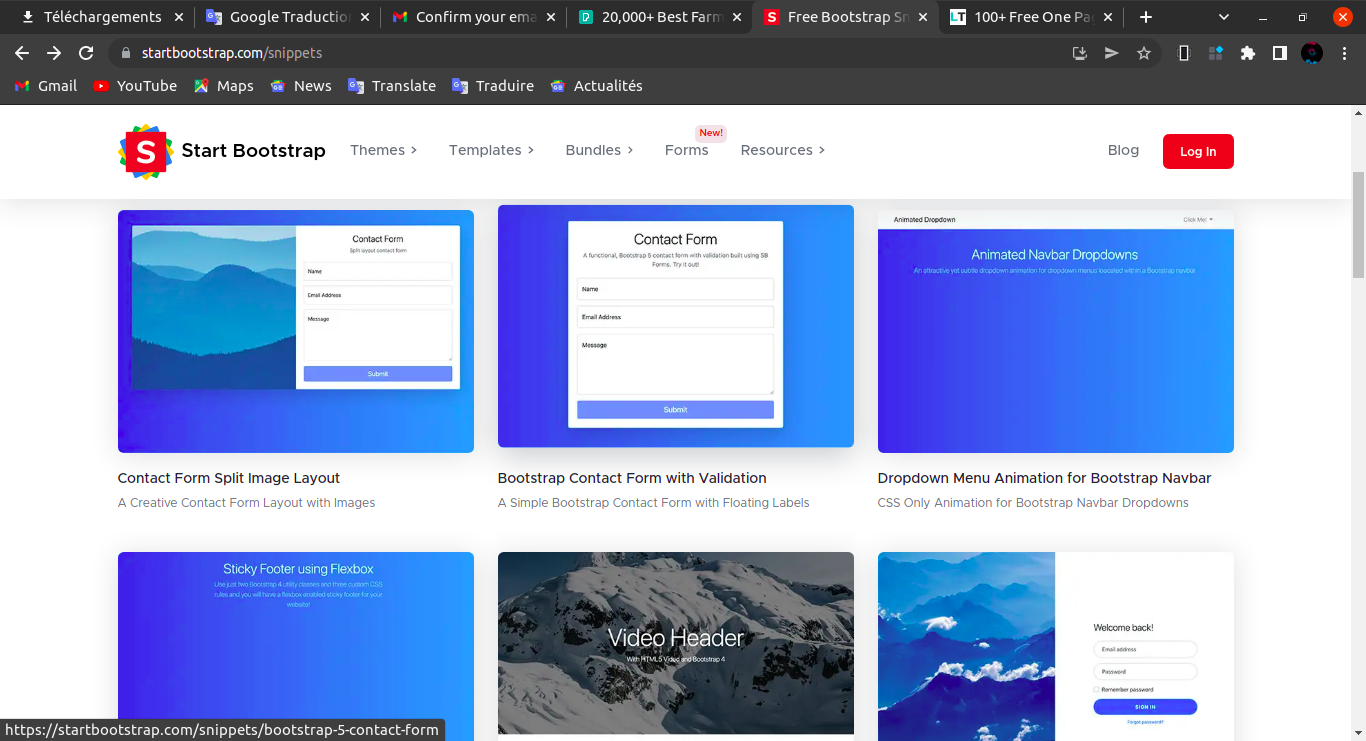 Téléchargements
Google Traductio
Confirm your ema
20,000+ Best Farm
Free Bootstrap Sn
100+ Free One Pag
startbootstrap.com/snippets
Gmail
YouTube
Maps
News
Translate
Traduire
Actualités
S
Start Bootstrap
Themes
Templates
Bundles
Forms
New!
Resources
Blog
Log In
Contact Form
Split layout contact form
Name
Email Address
Message
Submit
Contact Form
A functional, Bootstrap 5 contact form with validation built using SB
Forms. Try it out!
Name
Email Address
Message
Submit
Animated Dropdown
Click Me!
Animated Navbar Dropdowns
An attractive yet subtle dropdown animation for dropdown menus located within a Bootstrap navbar
Contact Form Split Image Layout
A Creative Contact Form Layout with Images
Bootstrap Contact Form with Validation
A Simple Bootstrap Contact Form with Floating Labels
Dropdown Menu Animation for Bootstrap Navbar
CSS Only Animation for Bootstrap Navbar Dropdowns
Sticky Footer using Flexbox
Use just two Bootstrap 4 utility classes and three custom CSS
rules and you will have a flexbox enabled sticky footer for your
website!
Video Header
With HTML5 Video and Bootstrap 4
Welcome back!
Email address
Password
Remember password
SIGN IN
Forgot password?
https://startbootstrap.com/snippets/bootstrap-5-contact-form